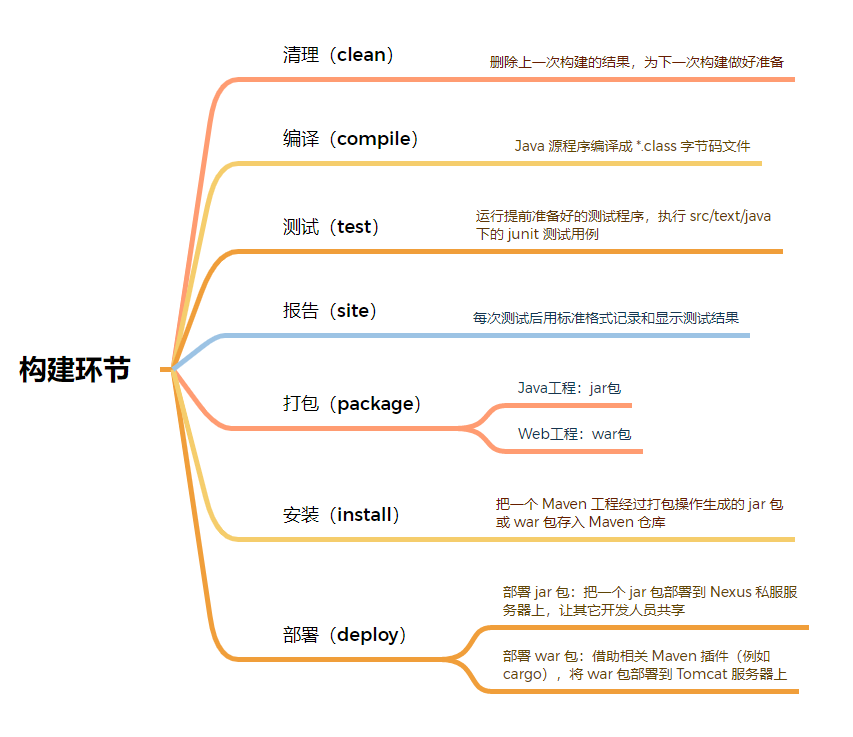 构建环节
清理（clean）
删除上一次构建的结果，为下一次构建做好准备
编译（compile）
Java 源程序编译成 *.class 字节码文件
测试（test）
运行提前准备好的测试程序，执行 src/text/java
下的 junit 测试用例
报告（site）
每次测试后用标准格式记录和显示测试结果
打包（package）
Java工程：jar包
Web工程：war包
安装（install）
把一个 Maven 工程经过打包操作生成的 jar 包
或 war 包存入 Maven 仓库
部署（deploy）
部署 jar 包：把一个 jar 包部署到 Nexus 私服服
务器上，让其它开发人员共享
部署 war 包：借助相关 Maven 插件（例如
cargo），将 war 包部署到 Tomcat 服务器上